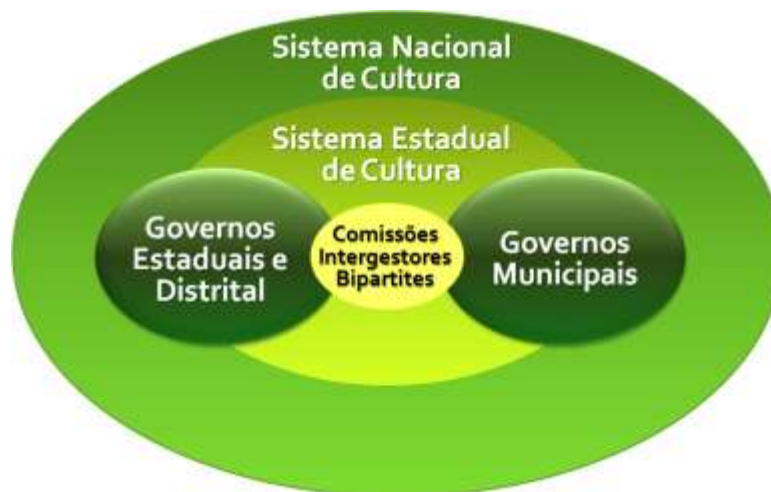 Sistema Nacional
de Cultura
Sistema Estadual
de Cultura
Governos
Estaduais e
Distrital
Comissões
Intergestores
Bipartites
Governos
Municipais